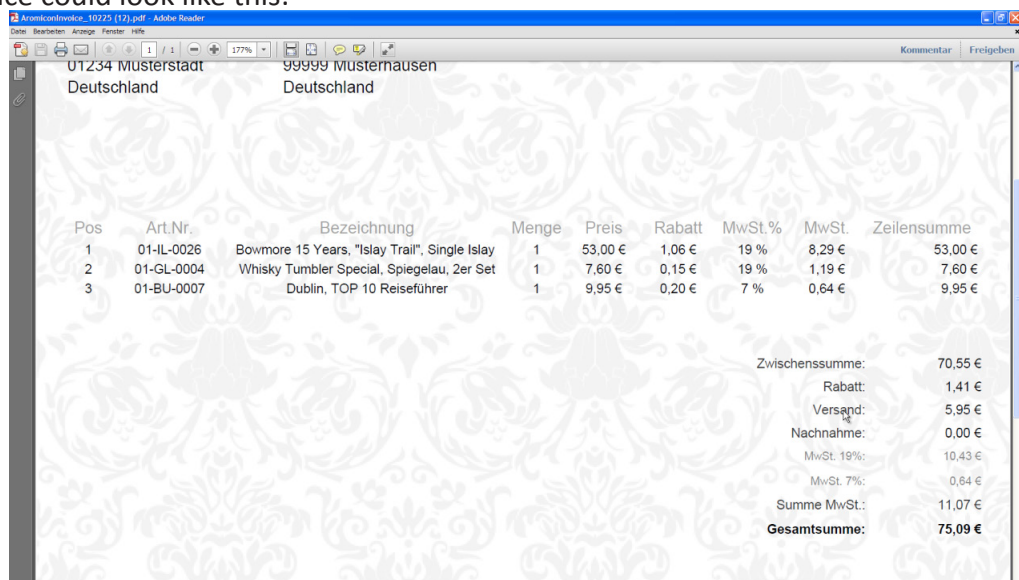 AromiconInvoice_10225 (12).pdf - Adobe Reader
Datei Bearbeiten Anzeige Fenster Hilfe
1 / 1 177% Kommentar Freigeben
01234 Musterstadt 99999 Musterhausen
Deutschland Deutschland
Pos Art.Nr. Bezeichnung Menge Preis Rabatt MwSt.% MwSt. Zeilensumme
1 01-IL-0026 Bowmore 15 Years, "Islay Trail", Single Islay 1 53,00 € 1,06 € 19 % 8,29 € 53,00 €
2 01-GL-0004 Whisky Tumbler Special, Spiegelau, 2er Set 1 7,60 € 0,15 € 19 % 1,19 € 7,60 €
3 01-BU-0007 Dublin, TOP 10 Reiseführer 1 9,95 € 0,20 € 7 % 0,64 € 9,95 €
Zwischenssumme: 70,55 €
Rabatt: 1,41 €
Versand: 5,95 €
Nachnahme: 0,00 €
MwSt. 19%: 10,43 €
MwSt. 7%: 0,64 €
Summe MwSt.: 11,07 €
Gesamtsumme: 75,09 €